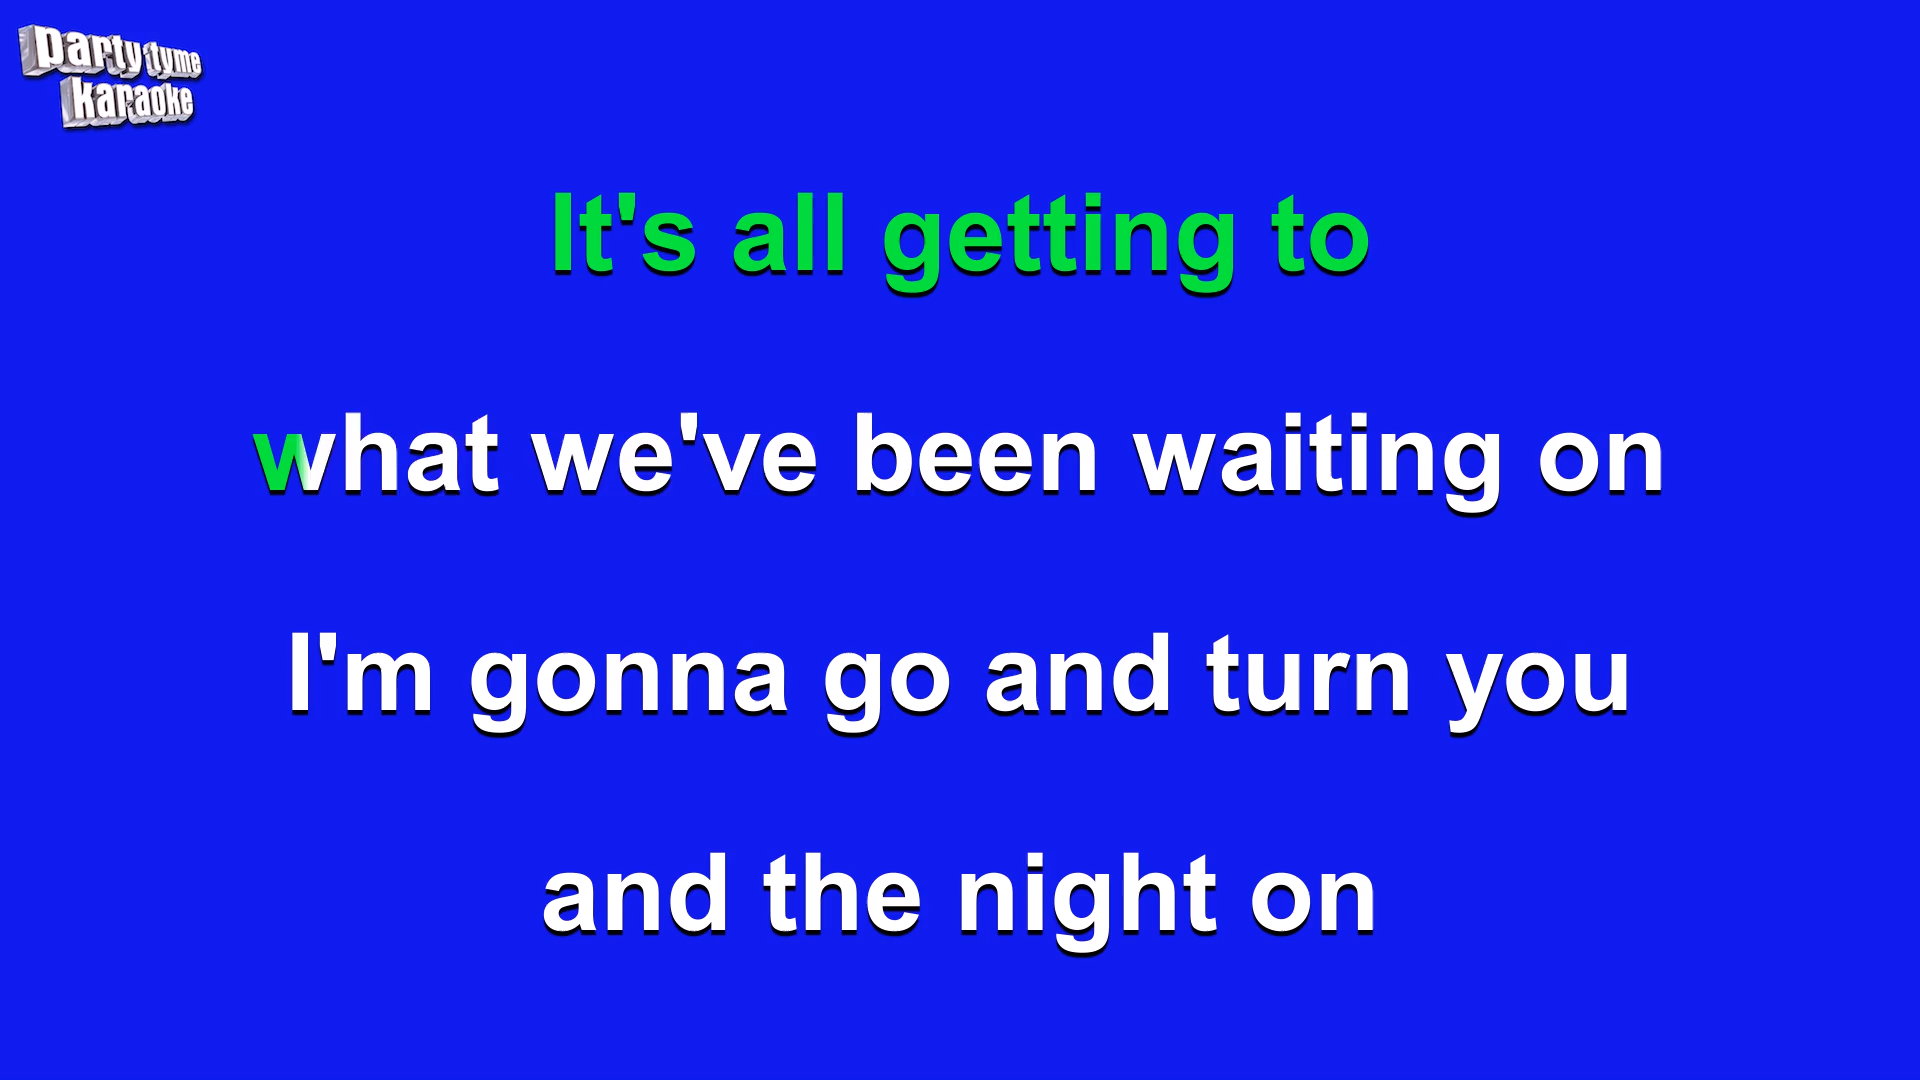 party tyme
karaoke
It's all getting to
what we've been waiting on
I'm gonna go and turn you
and the night on